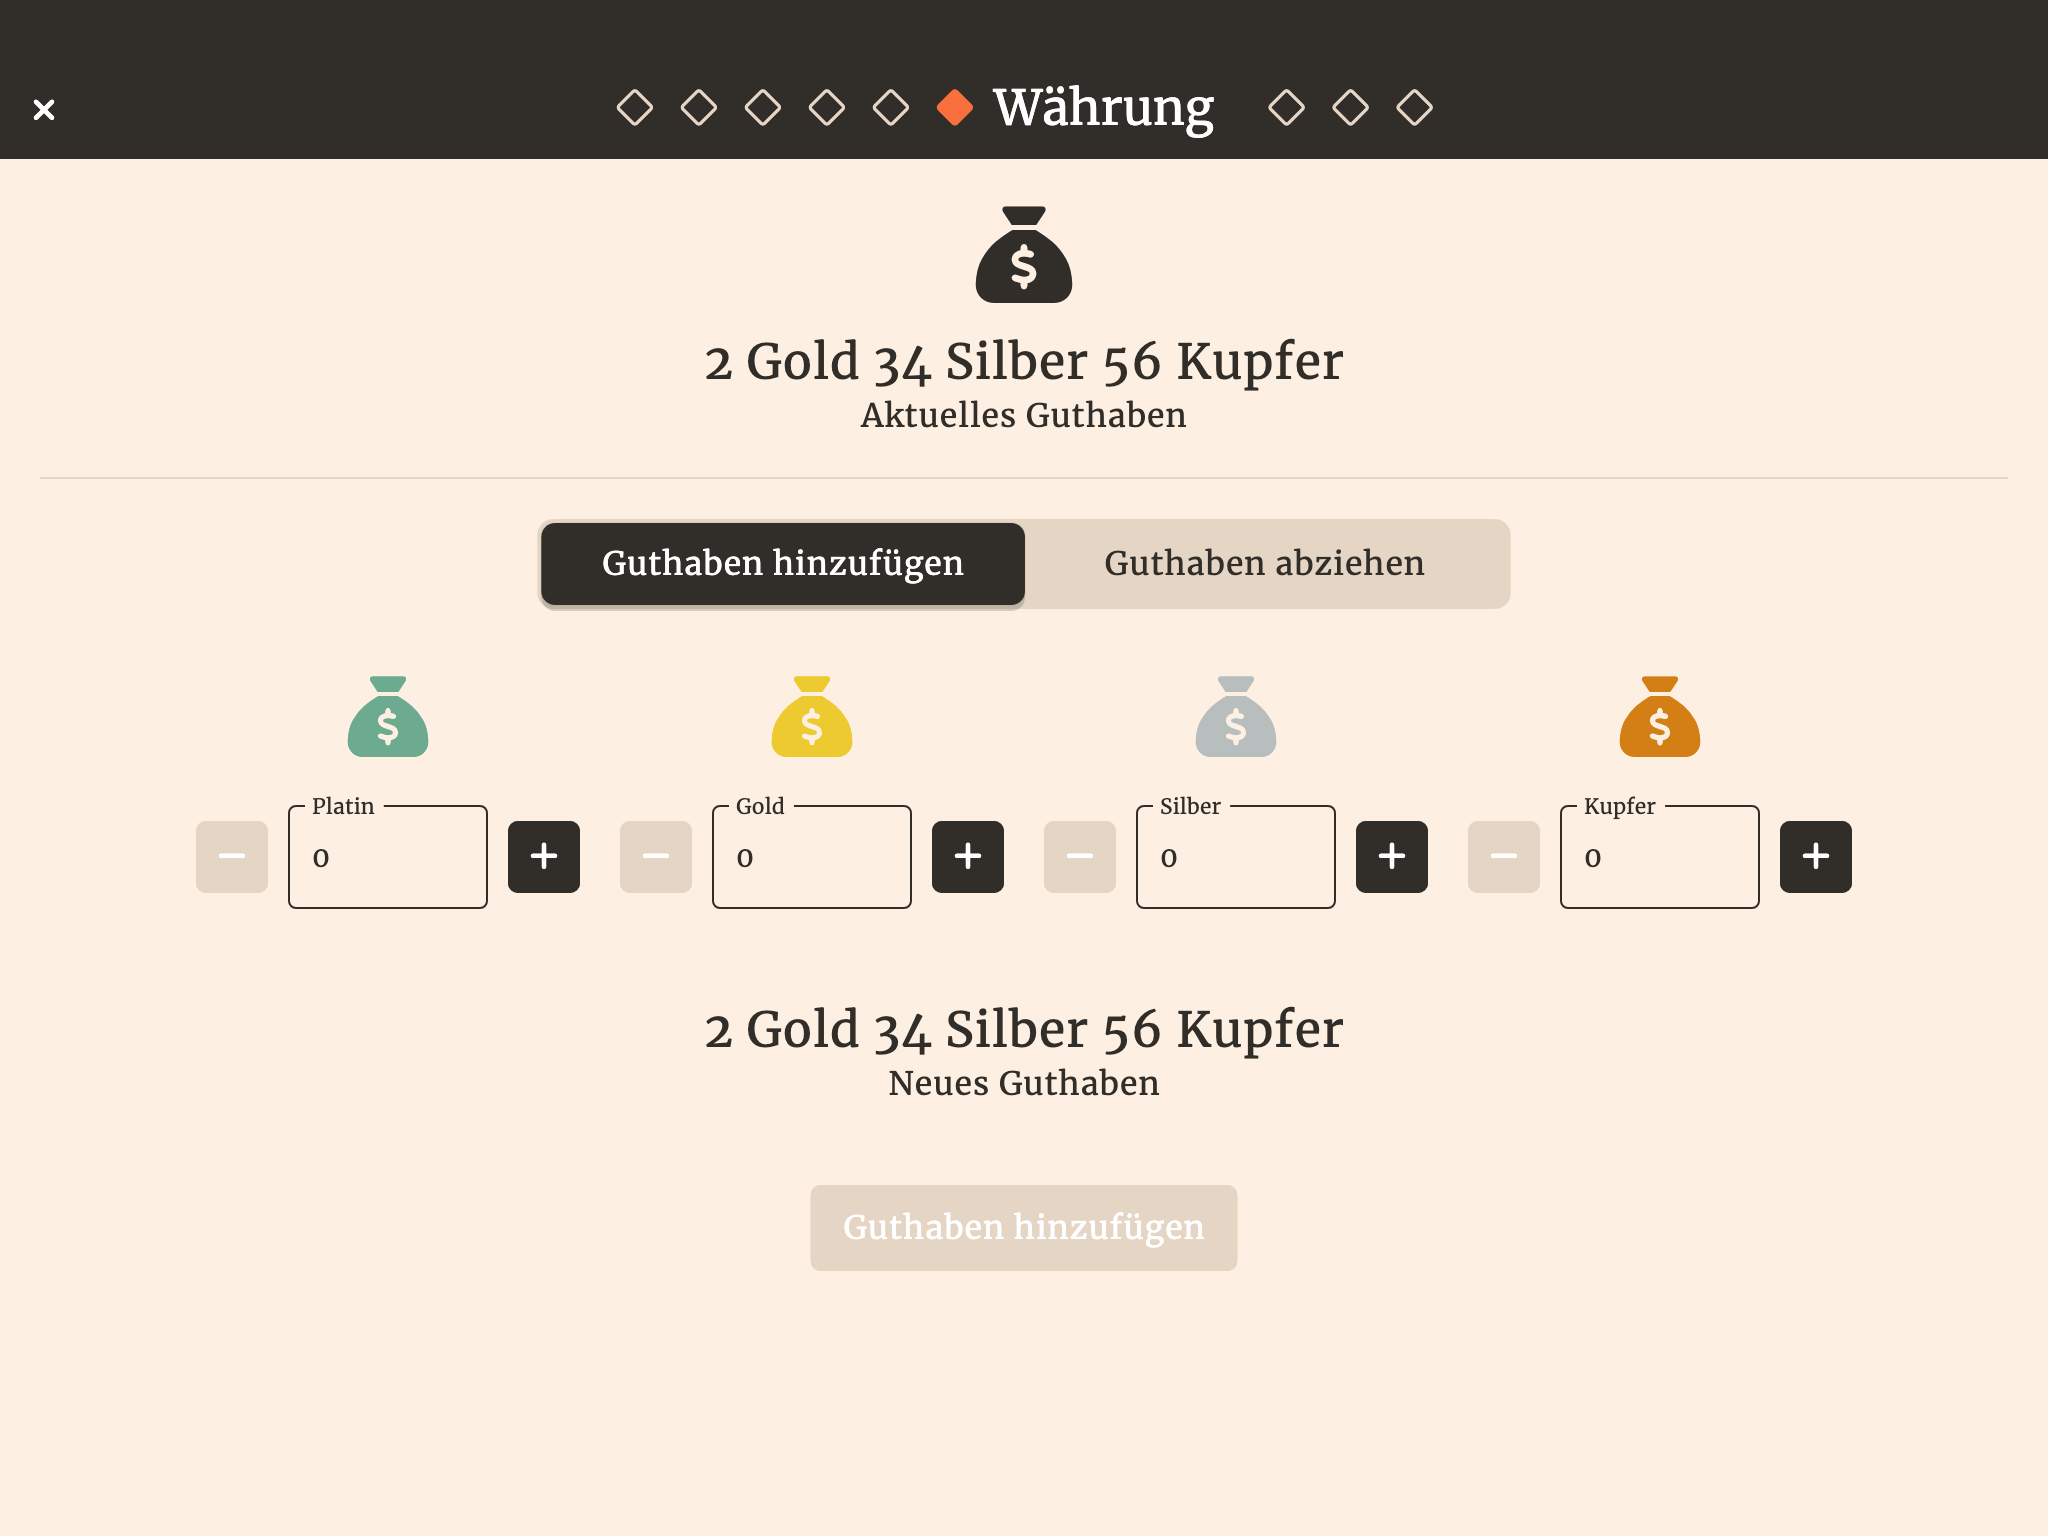 Währung
2 Gold 34 Silber 56 Kupfer
Aktuelles Guthaben
Guthaben hinzufügen Guthaben abziehen
$ $ $ $ $
Platin Gold Silber Kupfer
0 0 0 0
2 Gold 34 Silber 56 Kupfer
Neues Guthaben
Guthaben hinzufügen